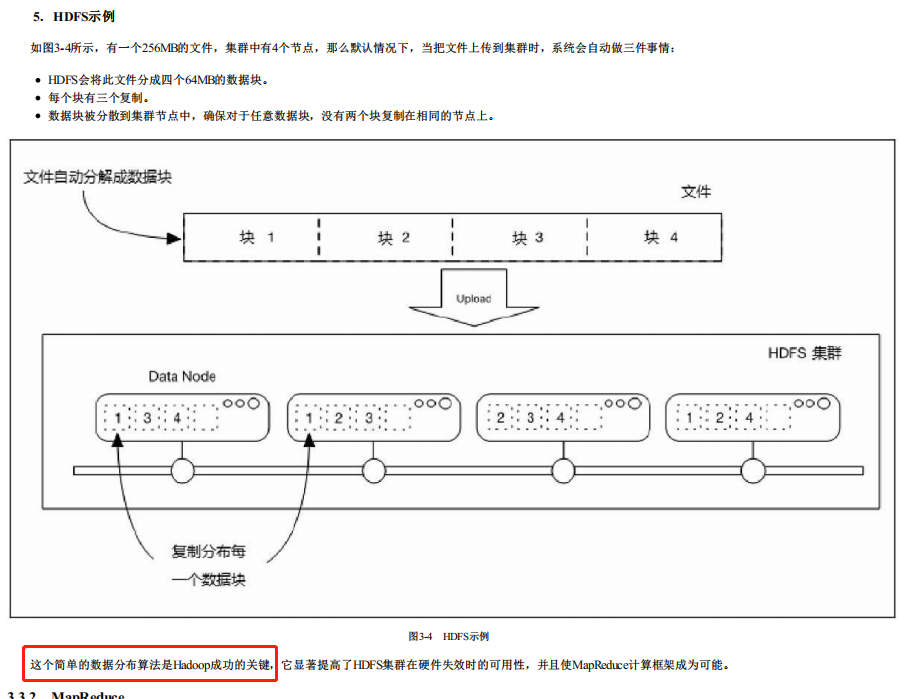 5. HDFS示例
如图3-4所示，有一个256MB的文件，集群中有4个节点，那么默认情况下，当把文件上传到集群时，系统会自动做三件事情：
● HDFS会将此文件分成四个64MB的数据块。
● 每个块有三个复制。
● 数据块被分散到集群节点中，确保对于任意数据块，没有两个块复制在相同的节点上。
文件自动分解成数据块
文件
块 1 块 2 块 3 块 4
Upload
HDFS 集群
Data Node
1 3 4 1 2 3 2 3 4 1 2 4
复制分布每
一个数据块
图3-4 HDFS示例
这个简单的数据分布算法是Hadoop成功的关键，它显著提高了HDFS集群在硬件失效时的可用性，并且使MapReduce计算框架成为可能。
3.3.2 MapReduce